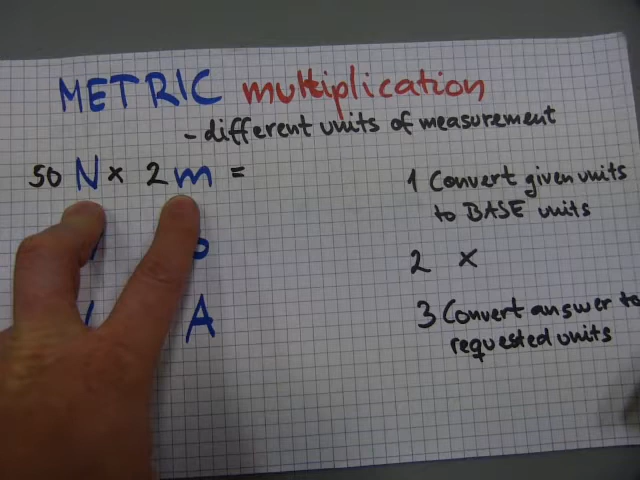 METRIC multiplication
- different units of measurement
50 N x 2 m =
A
1 Convert given units
to BASE units
2 x
3 Convert answer to
requested units